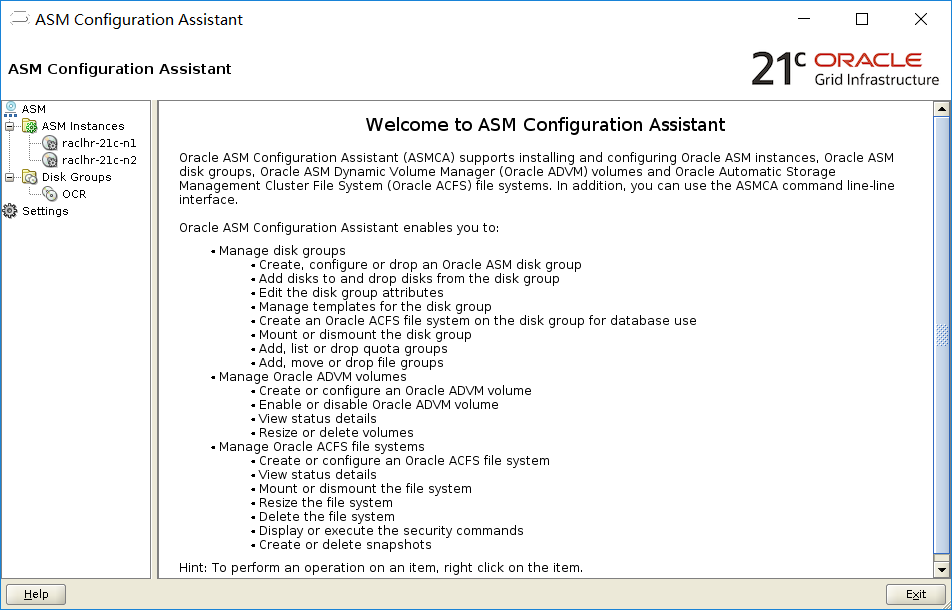 ASM Configuration Assistant
ASM Configuration Assistant
21c ORACLE
Grid Infrastructure
ASM
ASM Instances
raclhr-21c-n1
raclhr-21c-n2
Disk Groups
OCR
Settings
Welcome to ASM Configuration Assistant
Oracle ASM Configuration Assistant (ASMCA) supports installing and configuring Oracle ASM instances, Oracle ASM
disk groups, Oracle ASM Dynamic Volume Manager (Oracle ADVM) volumes and Oracle Automatic Storage
Management Cluster File System (Oracle ACFS) file systems. In addition, you can use the ASMCA command line-line
interface.
Oracle ASM Configuration Assistant enables you to:
• Manage disk groups
• Create, configure or drop an Oracle ASM disk group
• Add disks to and drop disks from the disk group
• Edit the disk group attributes
• Manage templates for the disk group
• Create an Oracle ACFS file system on the disk group for database use
• Mount or dismount the disk group
• Add, list or drop quota groups
• Add, move or drop file groups
• Manage Oracle ADVM volumes
• Create or configure an Oracle ADVM volume
• Enable or disable Oracle ADVM volume
• View status details
• Resize or delete volumes
• Manage Oracle ACFS file systems
• Create or configure an Oracle ACFS file system
• View status details
• Mount or dismount the file system
• Resize the file system
• Delete the file system
• Display or execute the security commands
• Create or delete snapshots
Hint: To perform an operation on an item, right click on the item.
Help
Exit